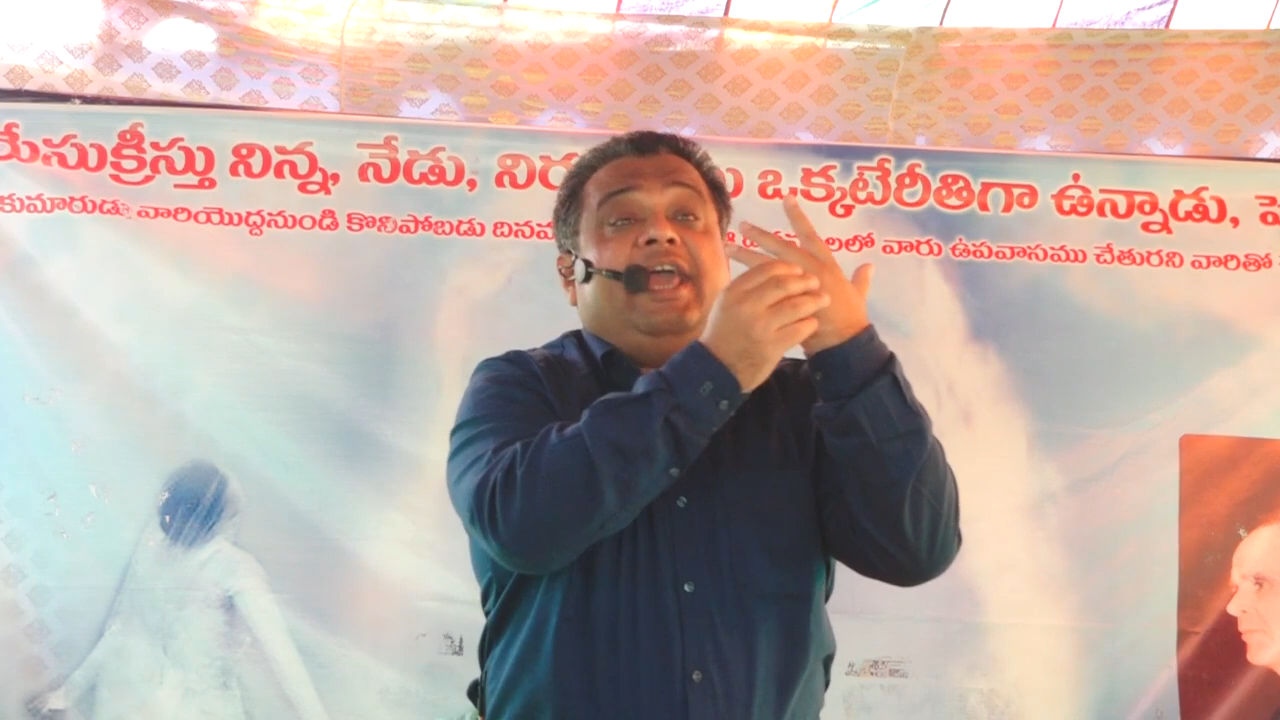 యేసుక్రీస్తు నిన్న, నేడు, ఒక్కటేరీతిగా ఉన్నాడు,
కుమారుడు వారియొద్దనుండి కొనిపోబడు వారు ఉపవాసము చేతురని వారితో